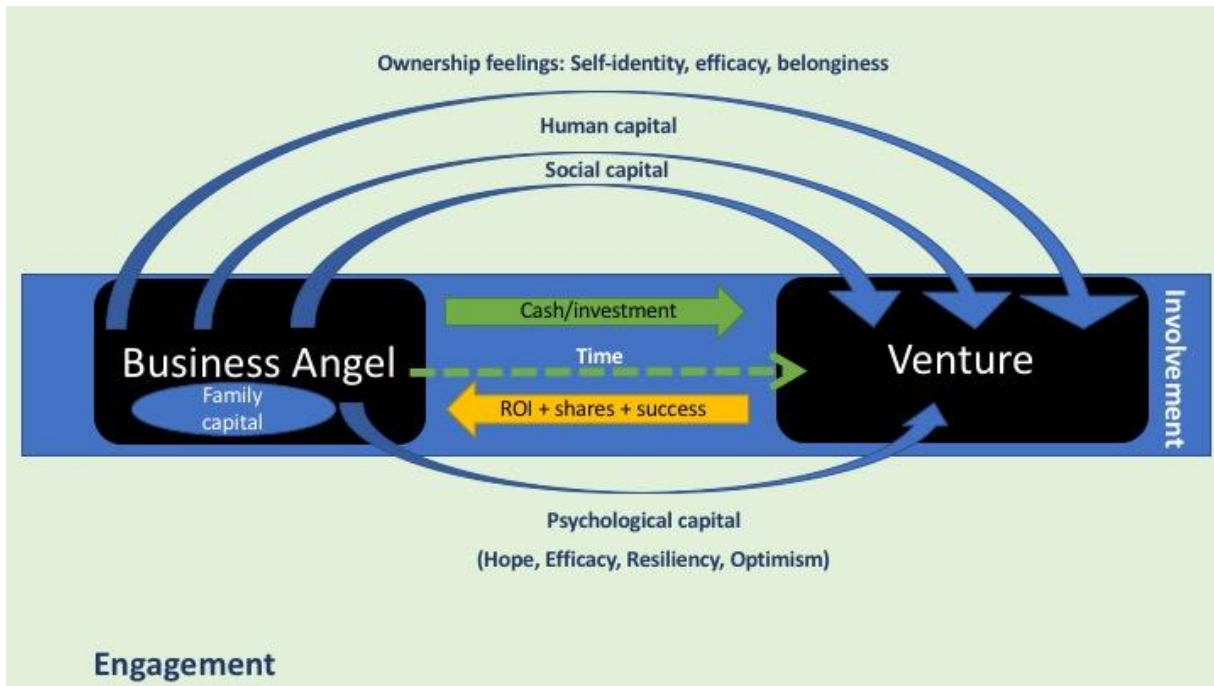 Ownership feelings: Self-identity, efficacy, belonginess
Human capital
Social capital
Cash/investment
Business Angel
Time
Venture
Involvement
Family
capital
ROI + shares + success
Psychological capital
(Hope, Efficacy, Resiliency, Optimism)
Engagement